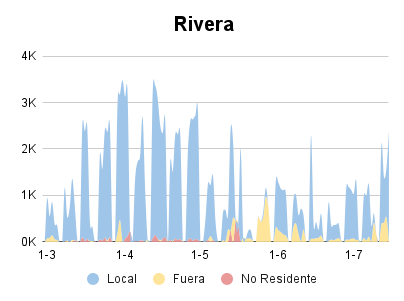 Rivera
4K
3K
2K
1K
0K
1-3 1-4 1-5 1-6 1-7
Local Fuera No Residente